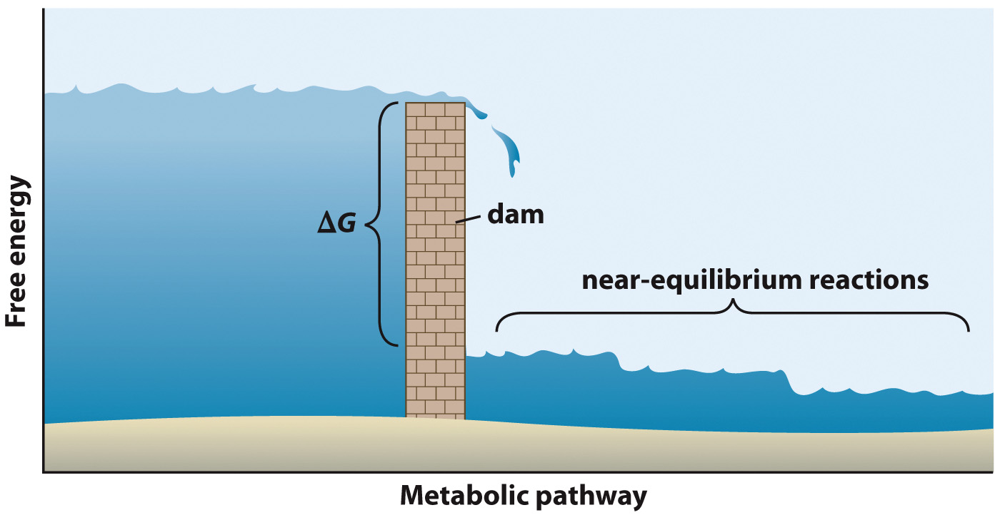 Free energy
ΔG
dam
near-equilibrium reactions
Metabolic pathway